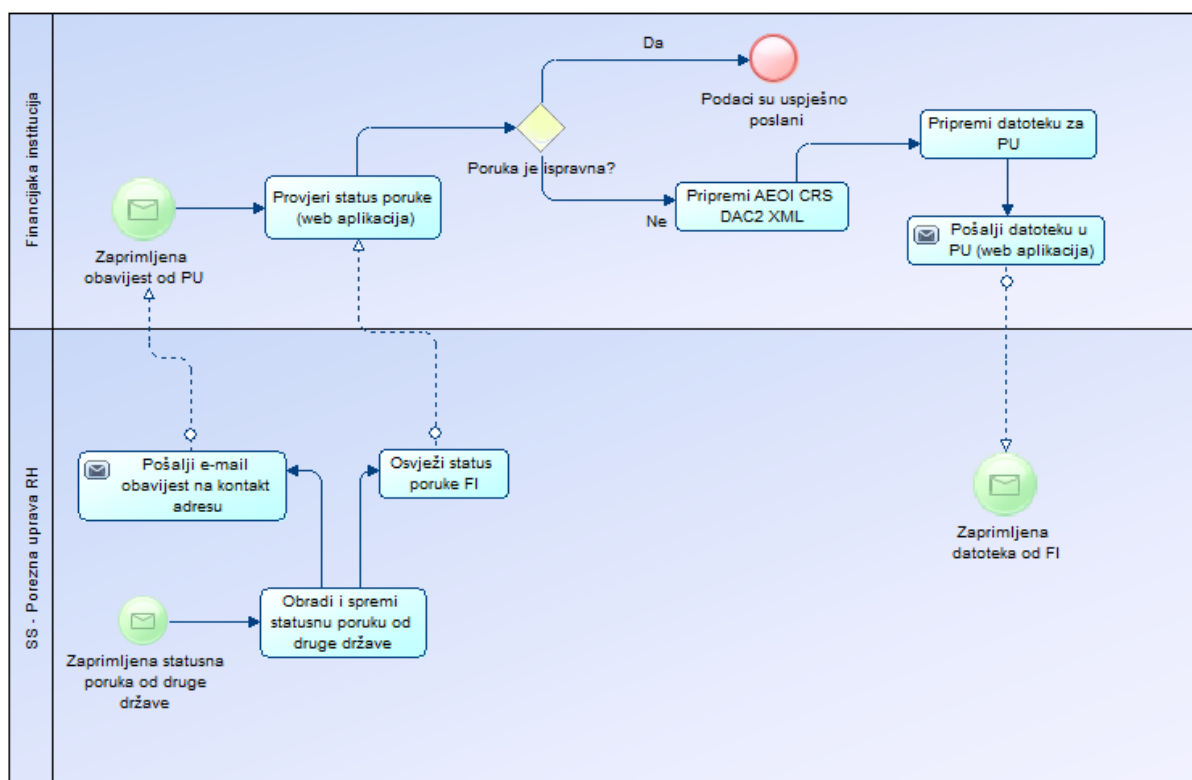 Financijaka institucija
Da
Podaci su uspješno
poslani
Poruka je ispravna?
Pripremi datoteku za
PU
Provjeri status poruke
(web aplikacija)
Ne
Pripremi AEOI CRS
DAC2 XML
Pošalji datoteku u
PU (web aplikacija)
Zaprimljena
obavijest od PU
SS - Porezna uprava RH
Pošalji e-mail
obavijest na kontakt
adresu
Osvježi status
poruke FI
Zaprimljena
datoteka od FI
Obradi i spremi
statusnu poruku od
druge države
Zaprimljena statusna
poruka od druge
države